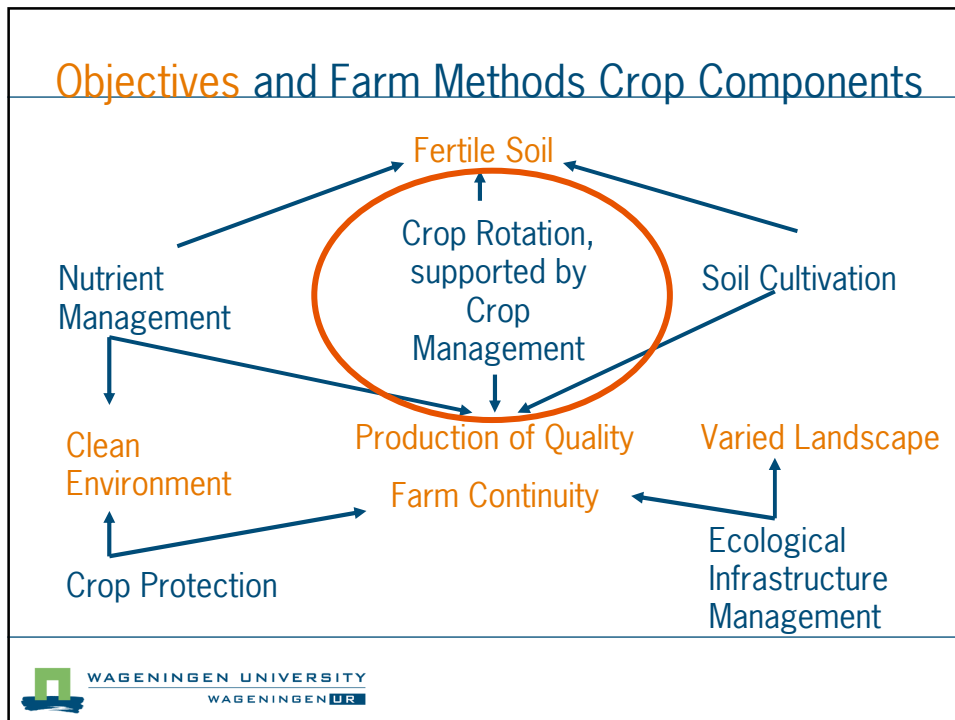 Objectives and Farm Methods Crop Components
Fertile Soil
Crop Rotation,
supported by
Crop
Management
Nutrient
Management
Soil Cultivation
Clean
Environment
Production of Quality
Varied Landscape
Farm Continuity
Crop Protection
Ecological
Infrastructure
Management
WAGENINGEN UNIVERSITY
WAGENINGEN UR